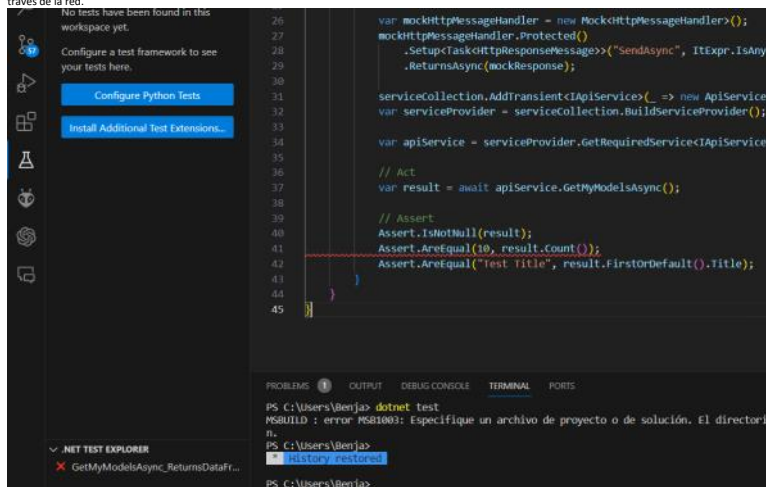 través de la red.
No tests have been found in this
workspace yet.
Configure a test framework to see
your tests here.
Configure Python Tests
Install Additional Test Extensions...
57
.NET TEST EXPLORER
GetMyModelsAsync_ReturnsDataFr...
26 var mockHttpMessageHandler = new Mock<HttpMessageHandler>();
27 mockHttpMessageHandler.Protected()
28 .Setup<Task<HttpResponseMessage>>("SendAsync", ItExpr.IsAny
29 .ReturnsAsync(mockResponse);
30
31 serviceCollection.AddTransient<IApiService>(_ => new ApiService
32 var serviceProvider = serviceCollection.BuildServiceProvider();
33
34 var apiService = serviceProvider.GetRequiredService<IApiService
35
36 // Act
37 var result = await apiService.GetMyModelsAsync();
38
39 // Assert
40 Assert.IsNotNull(result);
41 Assert.AreEqual(10, result.Count());
42 Assert.AreEqual("Test Title", result.FirstOrDefault().Title);
43 }
44 }
45 }
PROBLEMS 1 OUTPUT DEBUG CONSOLE TERMINAL PORTS
PS C:\Users\Benja> dotnet test
MSBUILD : error MSB1003: Especifique un archivo de proyecto o de solución. El directori
n.
PS C:\Users\Benja>
* History restored
PS C:\Users\Benja>